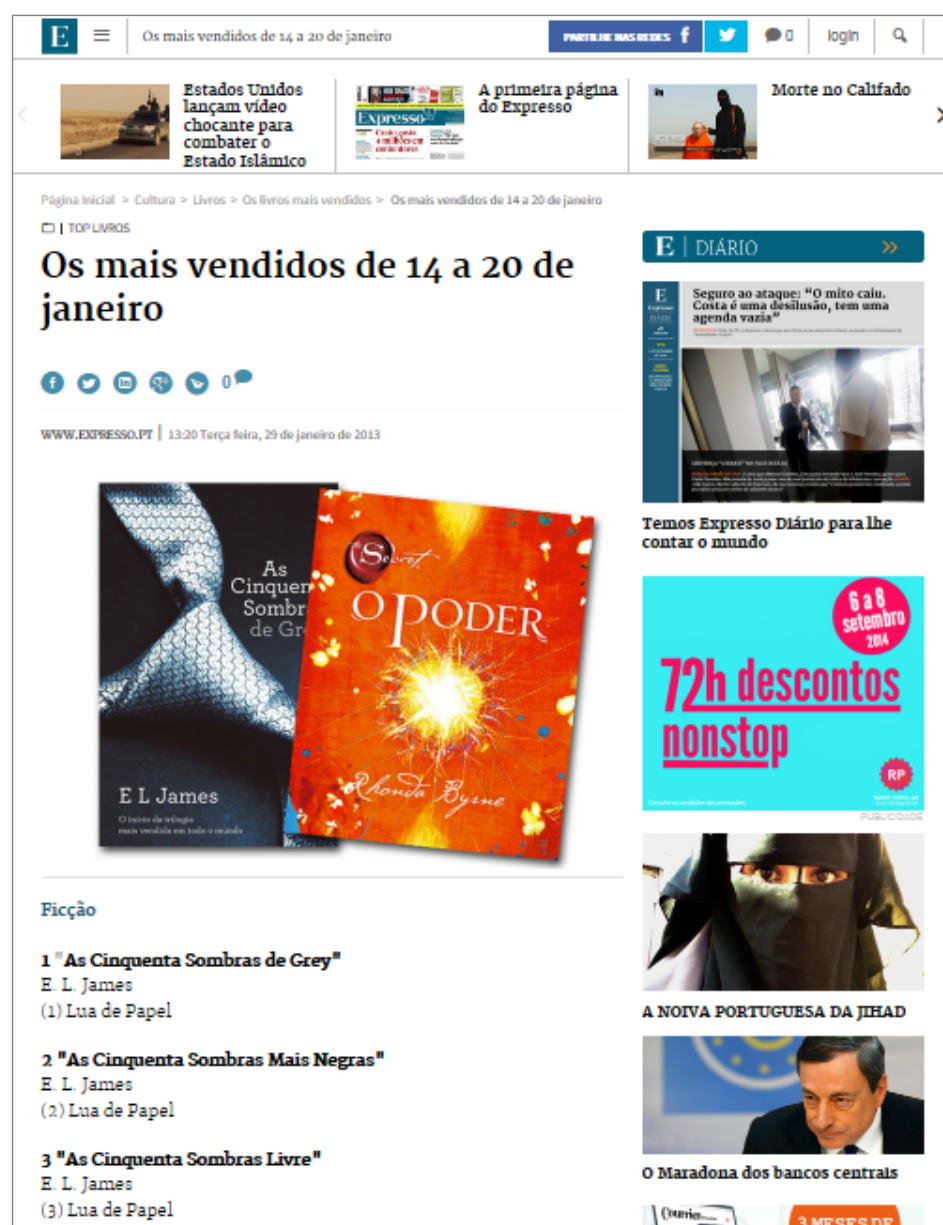 E
Os mais vendidos de 14 a 20 de janeiro
PARTILHE NAS REDES
0
login
Estados Unidos
lançam vídeo
chocante para
combater o
Estado Islâmico
Expresso
A primeira página
do Expresso
Morte no Califado
Página Inicial > Cultura > Livros > Os livros mais vendidos > Os mais vendidos de 14 a 20 de janeiro
| TOP LIVROS
Os mais vendidos de 14 a 20 de
janeiro
0
WWW.EXPRESSO.PT | 13:20 Terça feira, 29 de janeiro de 2013
As
Cinquen
Sombr
de Gr
E L James
O início da trilogia
mais vendida em todo o mundo
Secret
O PODER
Rhonda Byrne
Ficção
1 "As Cinquenta Sombras de Grey"
E. L. James
(1) Lua de Papel
2 "As Cinquenta Sombras Mais Negras"
E. L. James
(2) Lua de Papel
3 "As Cinquenta Sombras Livre"
E. L. James
(3) Lua de Papel
E | DIÁRIO
E
Expresso
Seguro ao ataque: “O mito caiu.
Costa é uma desilusão, tem uma
agenda vazia”
Temos Expresso Diário para lhe
contar o mundo
6 a 8
setembro
2014
72h descontos
nonstop
RP
PUBLICIDADE
A NOIVA PORTUGUESA DA JIHAD
O Maradona dos bancos centrais
Courrier
3 MESES DE